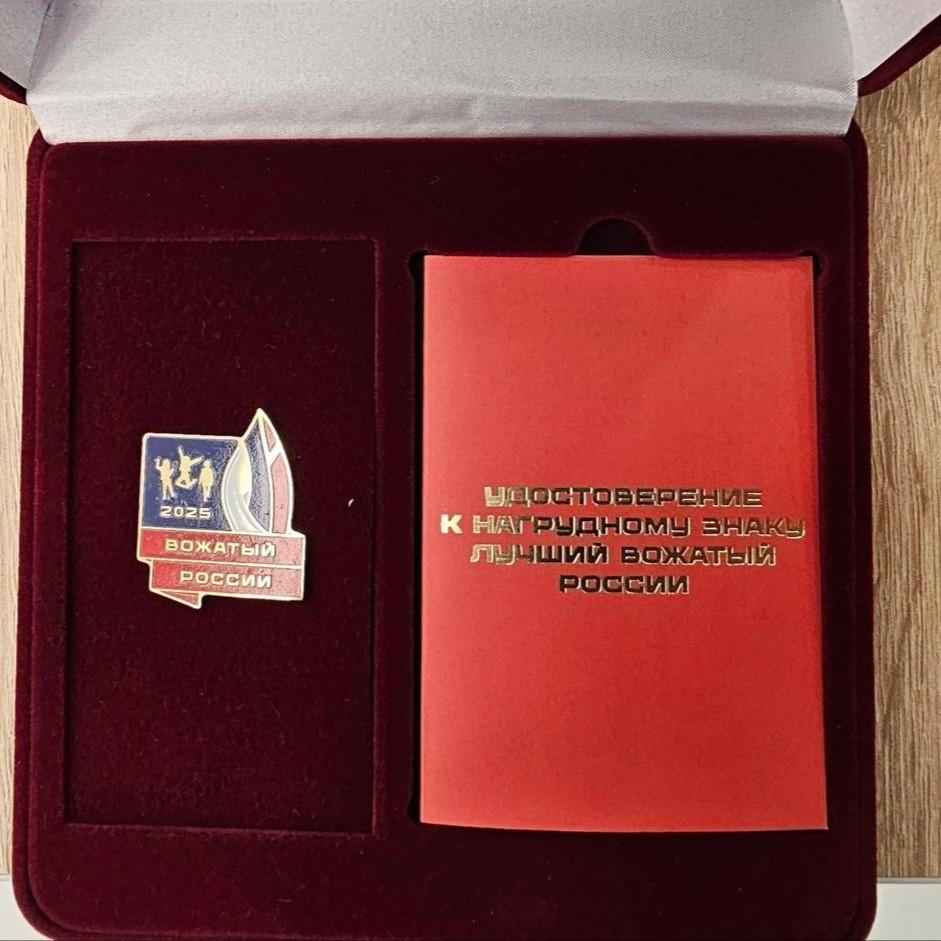 2025
ВОЖАТЫЙ
РОССИИ
УДОСТОВЕРЕНИЕ
К НАГРУДНОМУ ЗНАКУ
ЛУЧШИЙ ВОЖАТЫЙ
РОССИИ